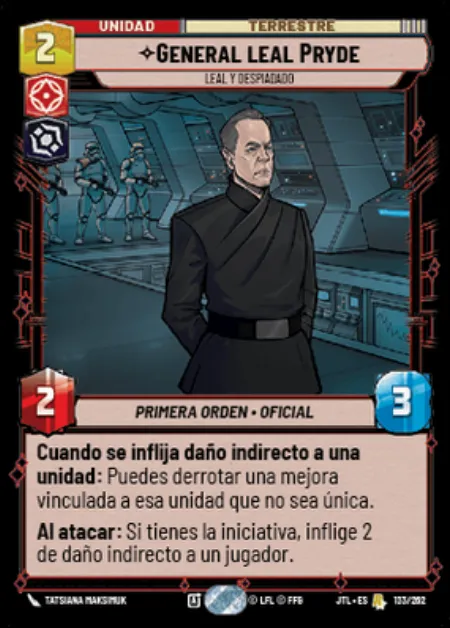 UNIDAD
TERRESTRE
2
GENERAL LEAL PRYDE
LEAL Y DESPIADADO
2
PRIMERA ORDEN • OFICIAL
3
Cuando se inflija daño indirecto a una
unidad: Puedes derrotar una mejora
vinculada a esa unidad que no sea única.
Al atacar: Si tienes la iniciativa, inflige 2
de daño indirecto a un jugador.
TATSIANA MAKSIMUK
A
© LFL © FFG
JTL • ES
133/262